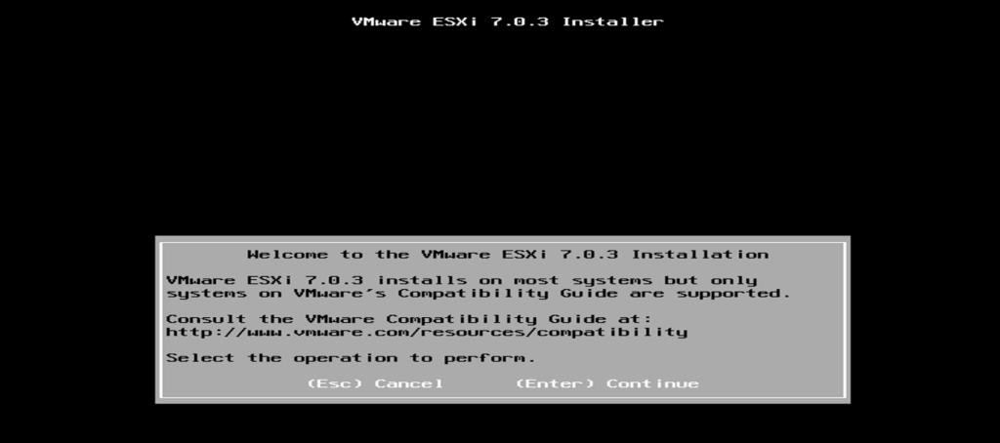 VMware ESXi 7.0.3 Installer
Welcome to the VMware ESXi 7.0.3 Installation
VMware ESXi 7.0.3 installs on most systems but only
systems on VMware's Compatibility Guide are supported.
Consult the VMware Compatibility Guide at:
http://www.vmware.com/resources/compatibility
Select the operation to perform.
(Esc) Cancel (Enter) Continue